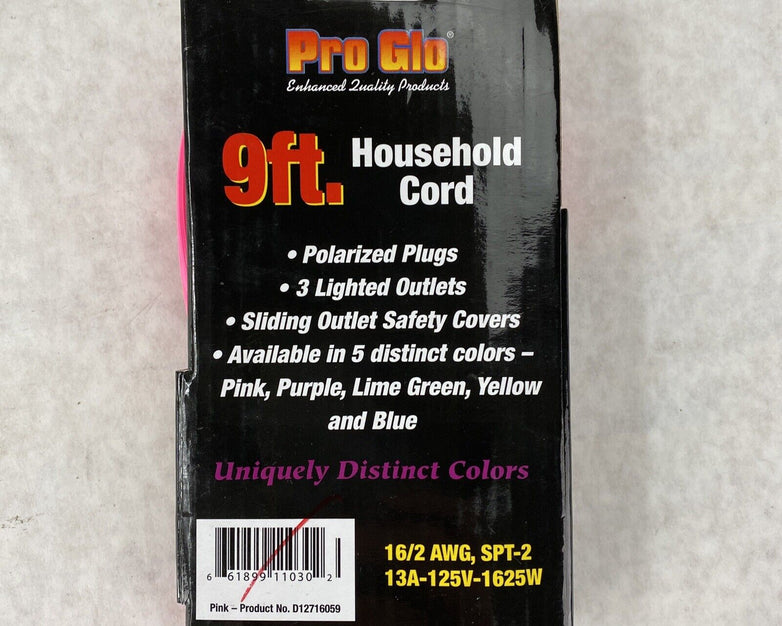 Pro Glo®
Enhanced Quality Products
9ft. Household
Cord
• Polarized Plugs
• 3 Lighted Outlets
• Sliding Outlet Safety Covers
• Available in 5 distinct colors –
Pink, Purple, Lime Green, Yellow
and Blue
Uniquely Distinct Colors
16/2 AWG, SPT-2
13A-125V-1625W
6 61899 11030 2
Pink – Product No. D12716059